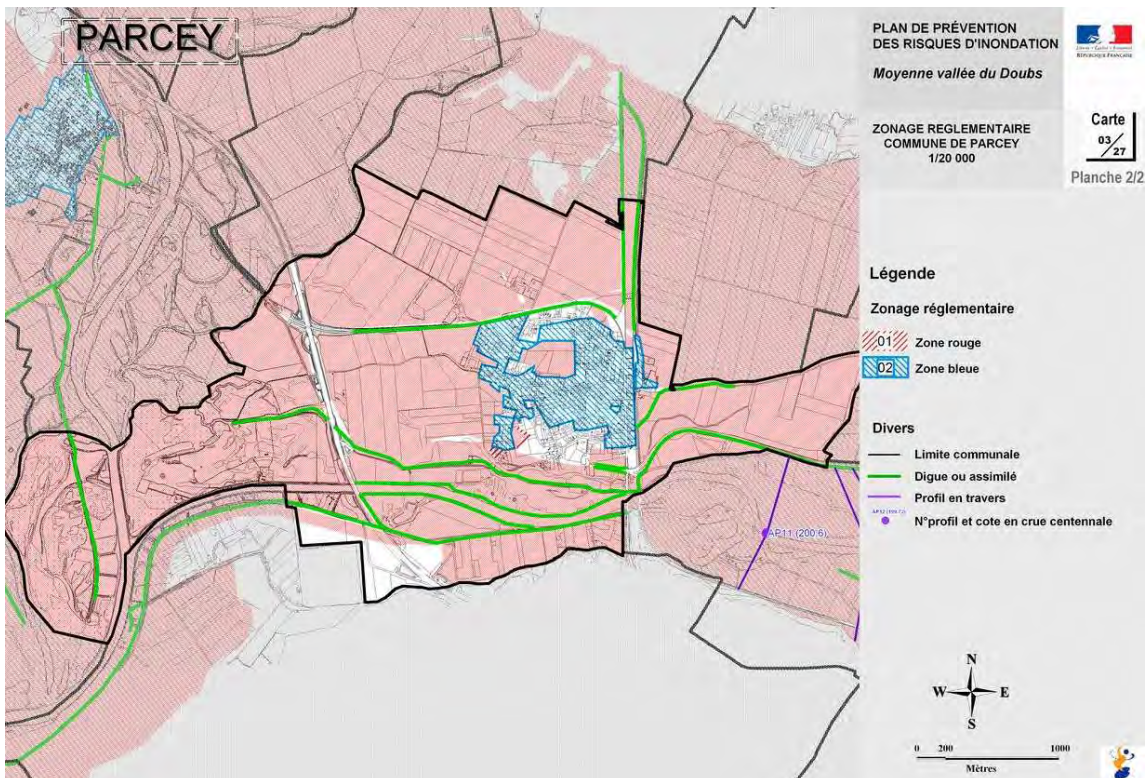 PARCEY
PLAN DE PRÉVENTION
DES RISQUES D'INONDATION
Moyenne vallée du Doubs
RÉPUBLIQUE FRANÇAISE
ZONAGE REGLEMENTAIRE
COMMUNE DE PARCEY
1/20 000
Carte
03/27
Planche 2/2
Légende
Zonage réglementaire
01 Zone rouge
02 Zone bleue
Divers
Limite communale
Digue ou assimilé
Profil en travers
N°profil et cote en crue centennale
AP11 (200.6)
N
W E
S
0 200 1000
Mètres